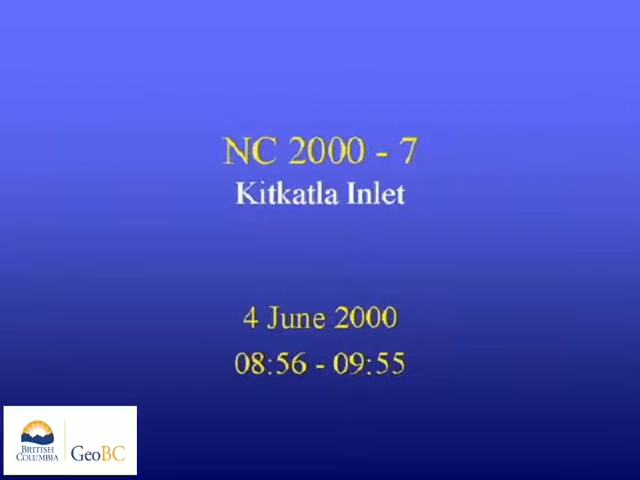 NC 2000 - 7
Kitkatla Inlet
4 June 2000
08:56 - 09:55
BRITISH
COLUMBIA
GeoBC